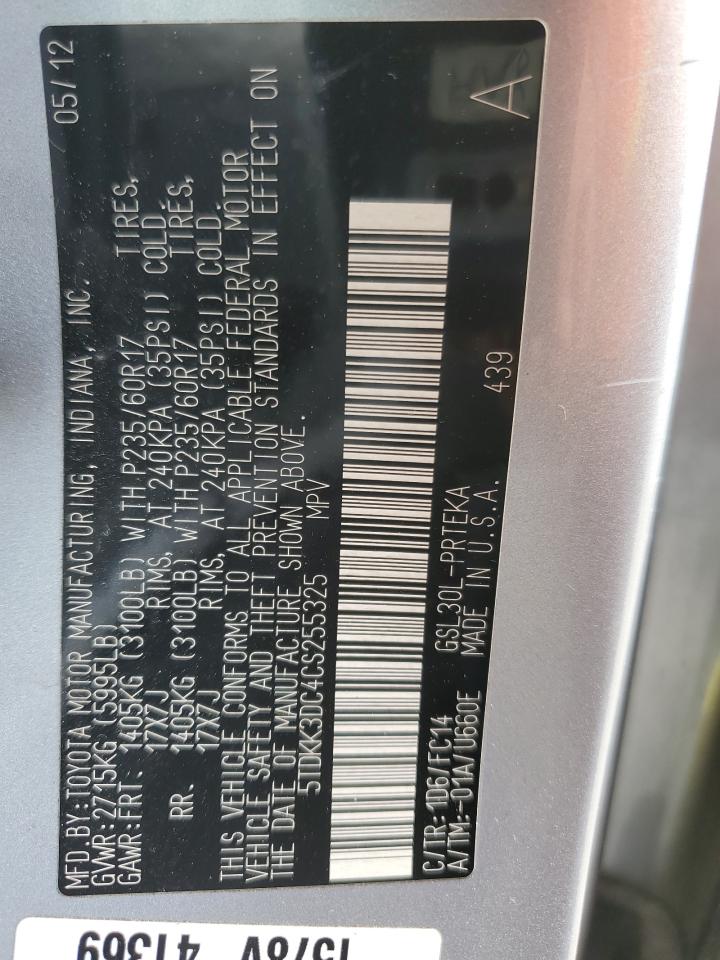 MFD.BY:TOYOTA MOTOR MANUFACTURING, INDIANA, INC. 05/12
GVWR:2715KG (5995LB)
GAWR:FRT. 1405KG (3100LB) WITH P235/60R17 TIRES,
17X7J RIMS, AT 240KPA (35PSI) COLD.
RR. 1405KG (3100LB) WITH P235/60R17 TIRES,
17X7J RIMS, AT 240KPA (35PSI) COLD.
THIS VEHICLE CONFORMS TO ALL APPLICABLE FEDERAL MOTOR
VEHICLE SAFETY AND THEFT PREVENTION STANDARDS IN EFFECT ON
THE DATE OF MANUFACTURE SHOWN ABOVE.
5TDKK3DC4CS255325 MPV
C/TR:1D6/FC14 GSL30L-PRTEKA
A/TM:-01A/U660E MADE IN U.S.A. 439 A
1578V 41369